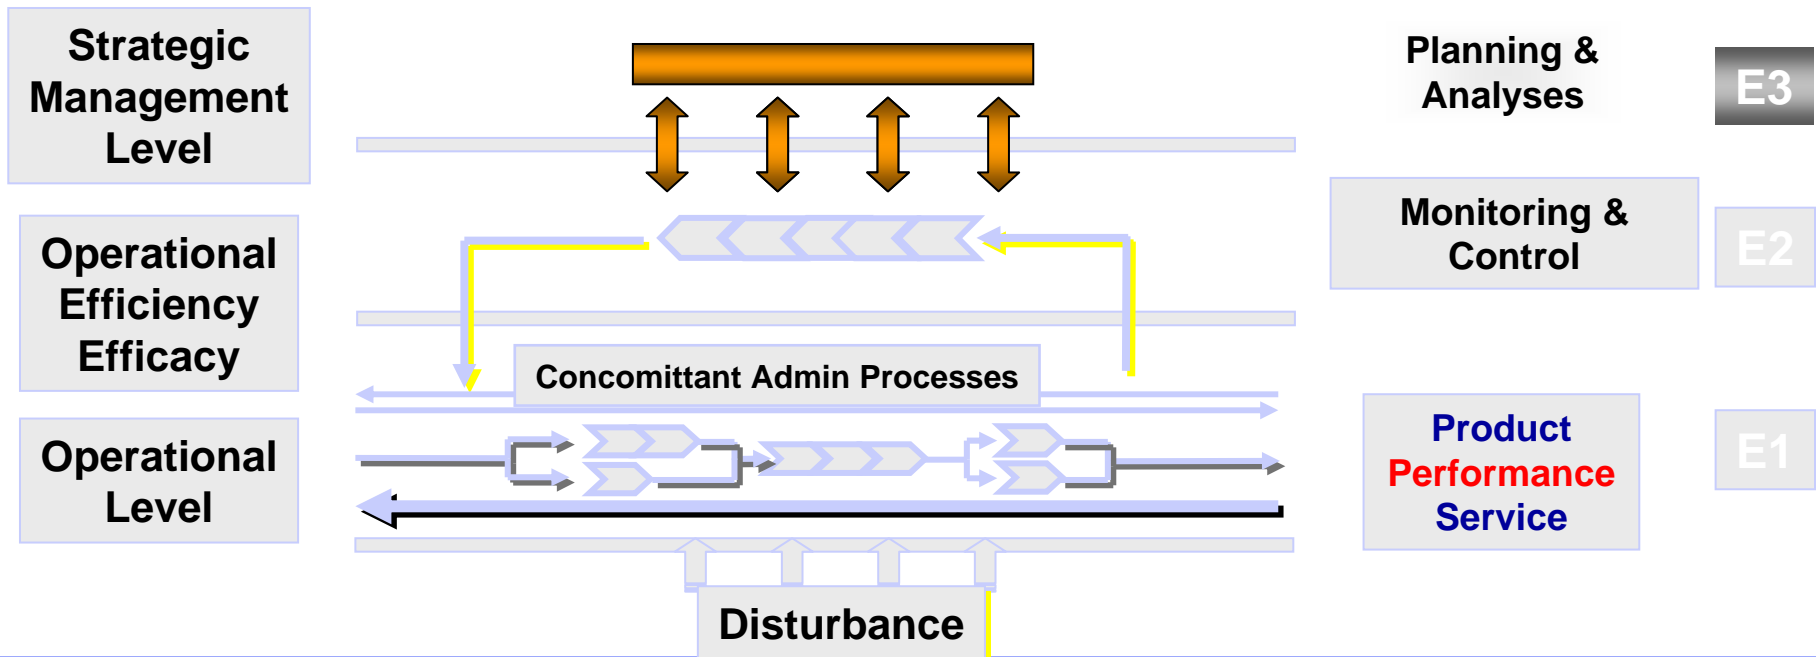 Strategic
Management
Level
Planning &
Analyses
E3
Operational
Efficiency
Efficacy
Monitoring &
Control
E2
Concomittant Admin Processes
Operational
Level
Product
Performance
Service
E1
Disturbance